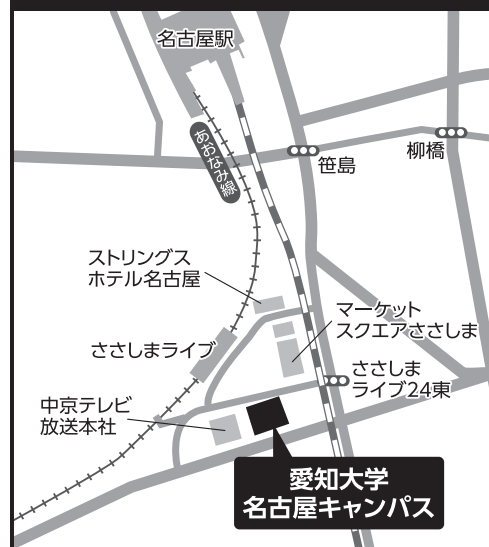 名古屋駅
あおなみ線
笹島
柳橋
ストリングス
ホテル名古屋
マーケット
スクエアささしま
ささしまライブ
ささしま
ライブ24東
中京テレビ
放送本社
愛知大学
名古屋キャンパス